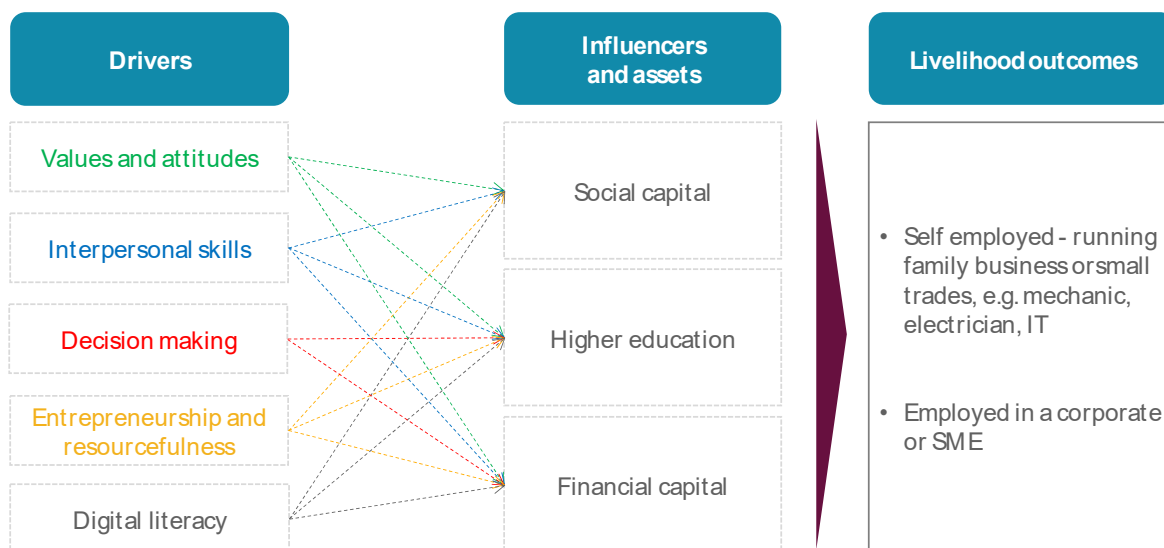 Drivers
Influencers
and assets
Livelihood outcomes
Values and attitudes
Interpersonal skills
Decision making
Entrepreneurship and
resourcefulness
Digital literacy
Social capital
Higher education
Financial capital
• Self employed - running
family business orsmall
trades, e.g. mechanic,
electrician, IT
• Employed in a corporate
or SME